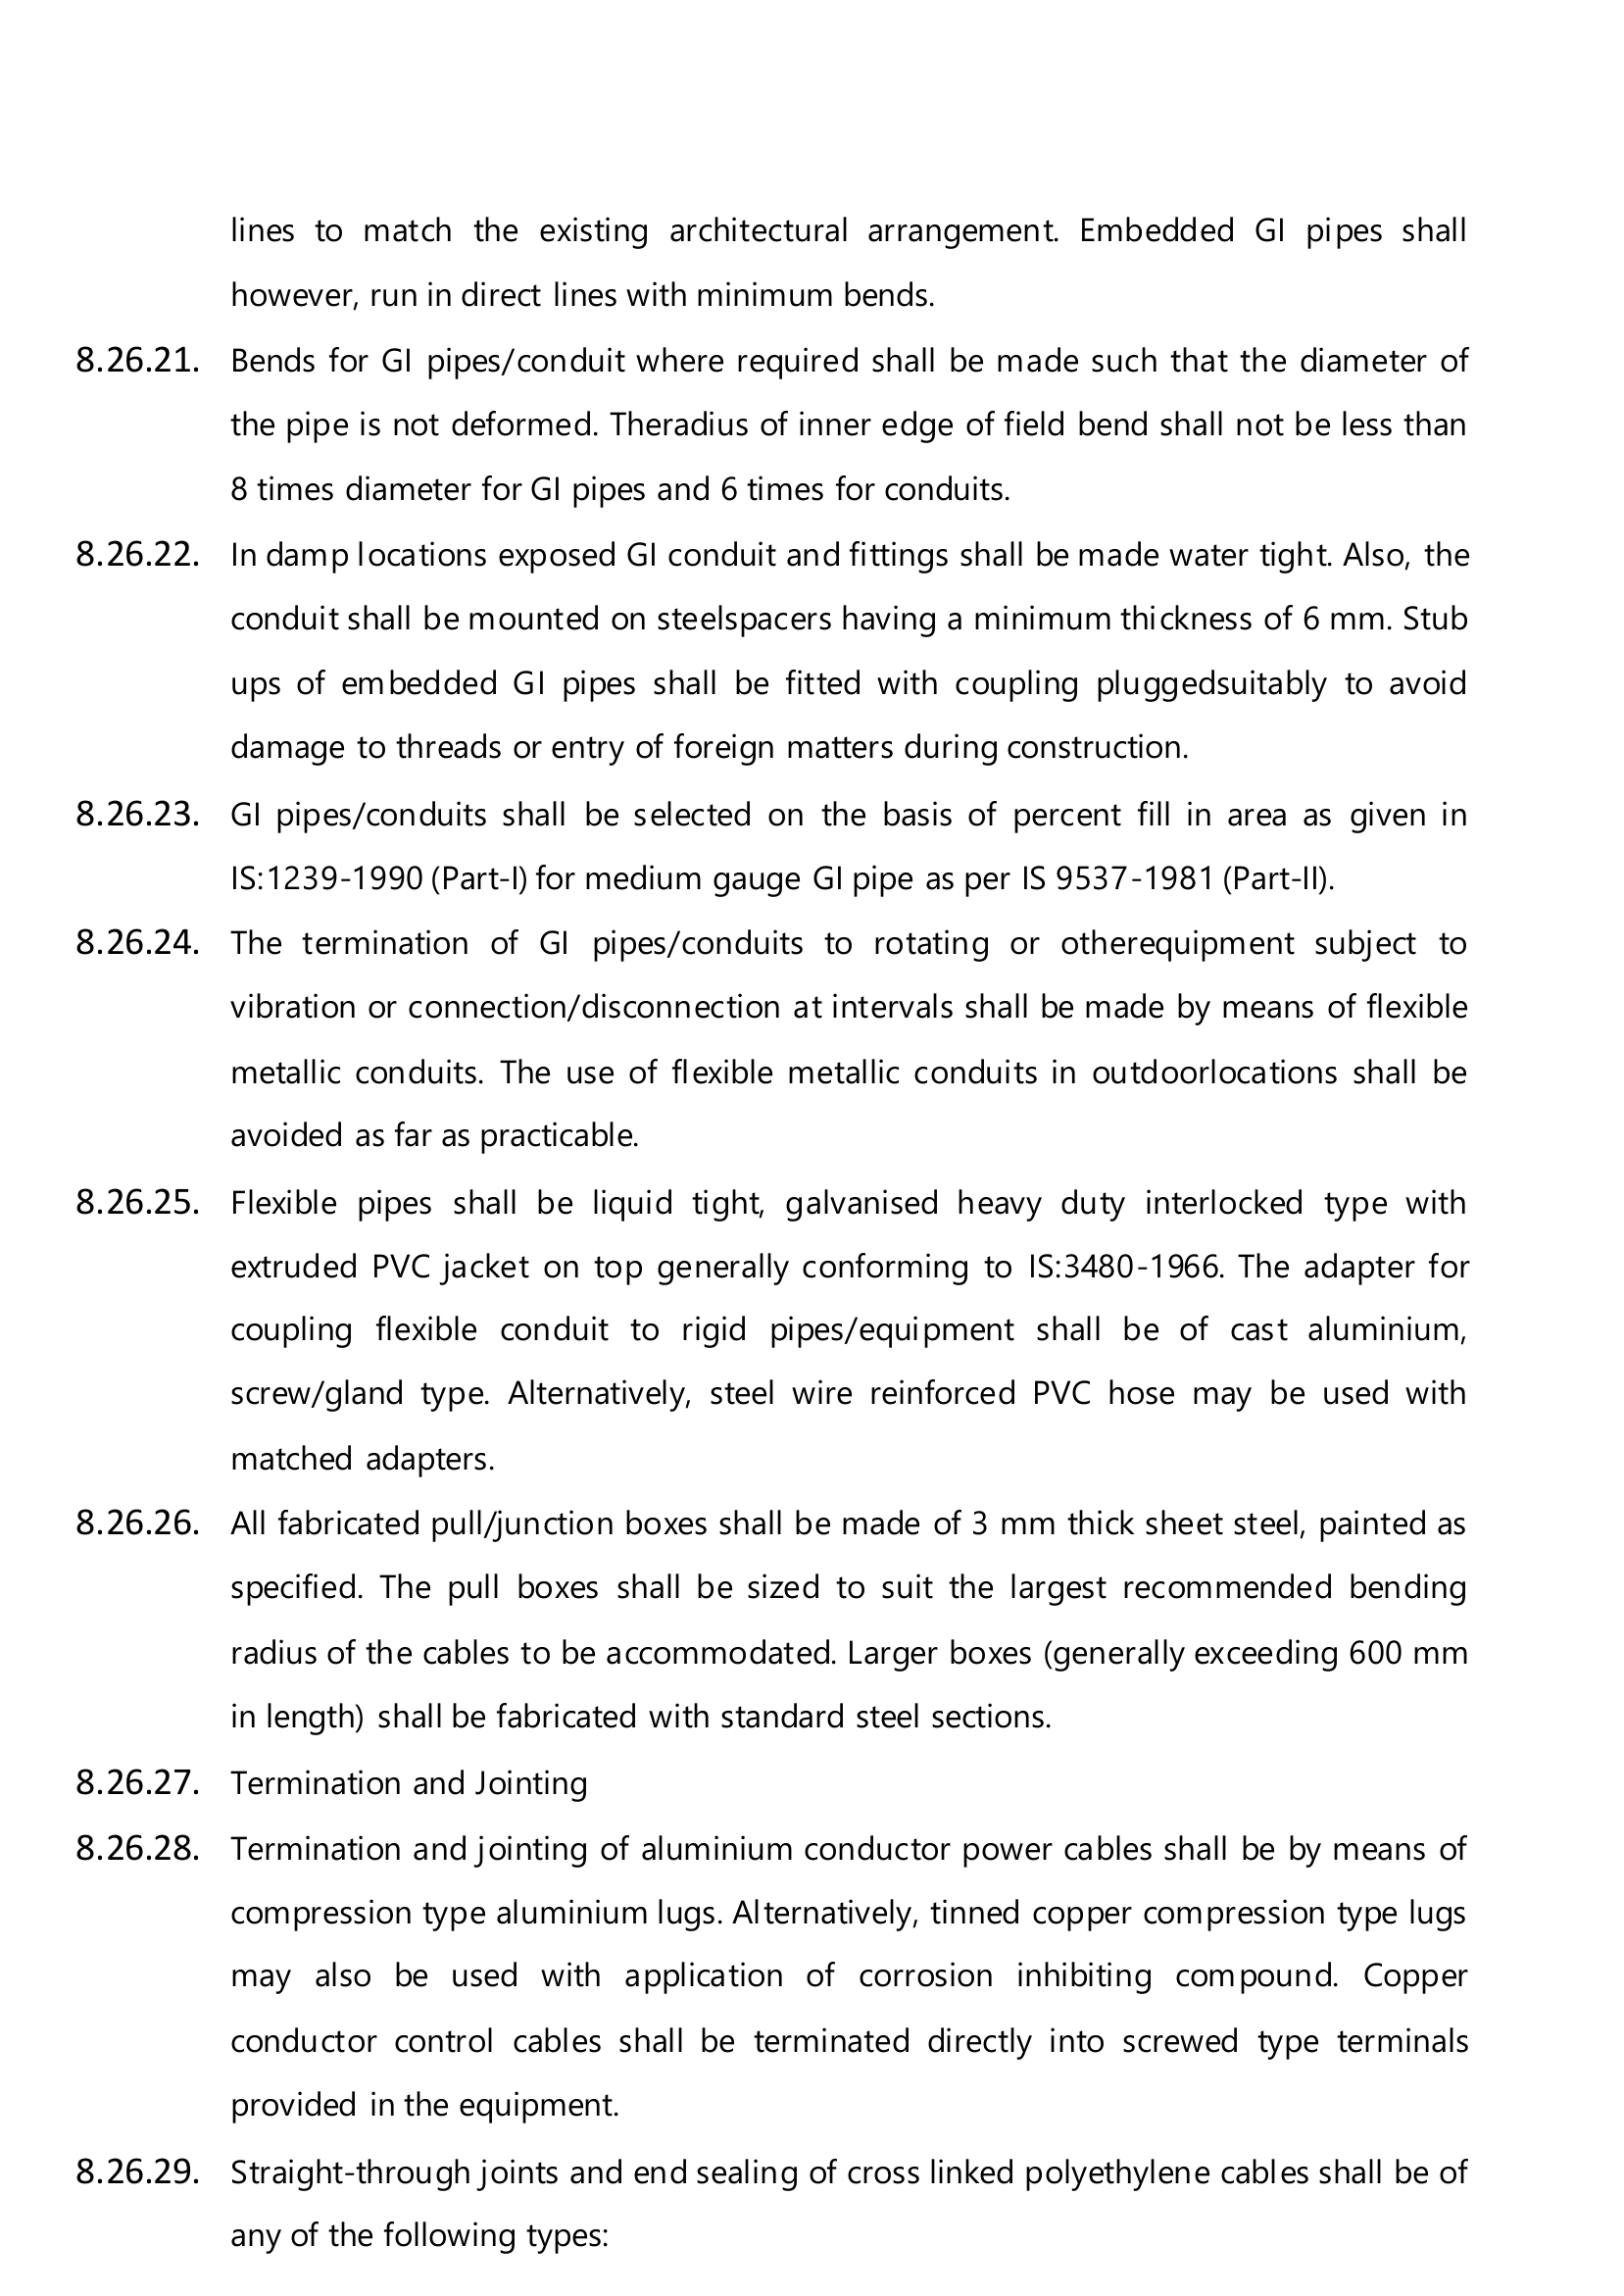 lines to match the existing architectural arrangement. Embedded GI pipes shall
however, run in direct lines with minimum bends.
8.26.21. Bends for GI pipes/conduit where required shall be made such that the diameter of
the pipe is not deformed. Theradius of inner edge of field bend shall not be less than
8 times diameter for GI pipes and 6 times for conduits.
8.26.22. In damp locations exposed GI conduit and fittings shall be made water tight. Also, the
conduit shall be mounted on steelspacers having a minimum thickness of 6 mm. Stub
ups of embedded GI pipes shall be fitted with coupling pluggedsuitably to avoid
damage to threads or entry of foreign matters during construction.
8.26.23. GI pipes/conduits shall be selected on the basis of percent fill in area as given in
IS:1239-1990 (Part-I) for medium gauge GI pipe as per IS 9537-1981 (Part-II).
8.26.24. The termination of GI pipes/conduits to rotating or otherequipment subject to
vibration or connection/disconnection at intervals shall be made by means of flexible
metallic conduits. The use of flexible metallic conduits in outdoorlocations shall be
avoided as far as practicable.
8.26.25. Flexible pipes shall be liquid tight, galvanised heavy duty interlocked type with
extruded PVC jacket on top generally conforming to IS:3480-1966. The adapter for
coupling flexible conduit to rigid pipes/equipment shall be of cast aluminium,
screw/gland type. Alternatively, steel wire reinforced PVC hose may be used with
matched adapters.
8.26.26. All fabricated pull/junction boxes shall be made of 3 mm thick sheet steel, painted as
specified. The pull boxes shall be sized to suit the largest recommended bending
radius of the cables to be accommodated. Larger boxes (generally exceeding 600 mm
in length) shall be fabricated with standard steel sections.
8.26.27. Termination and Jointing
8.26.28. Termination and jointing of aluminium conductor power cables shall be by means of
compression type aluminium lugs. Alternatively, tinned copper compression type lugs
may also be used with application of corrosion inhibiting compound. Copper
conductor control cables shall be terminated directly into screwed type terminals
provided in the equipment.
8.26.29. Straight-through joints and end sealing of cross linked polyethylene cables shall be of
any of the following types: